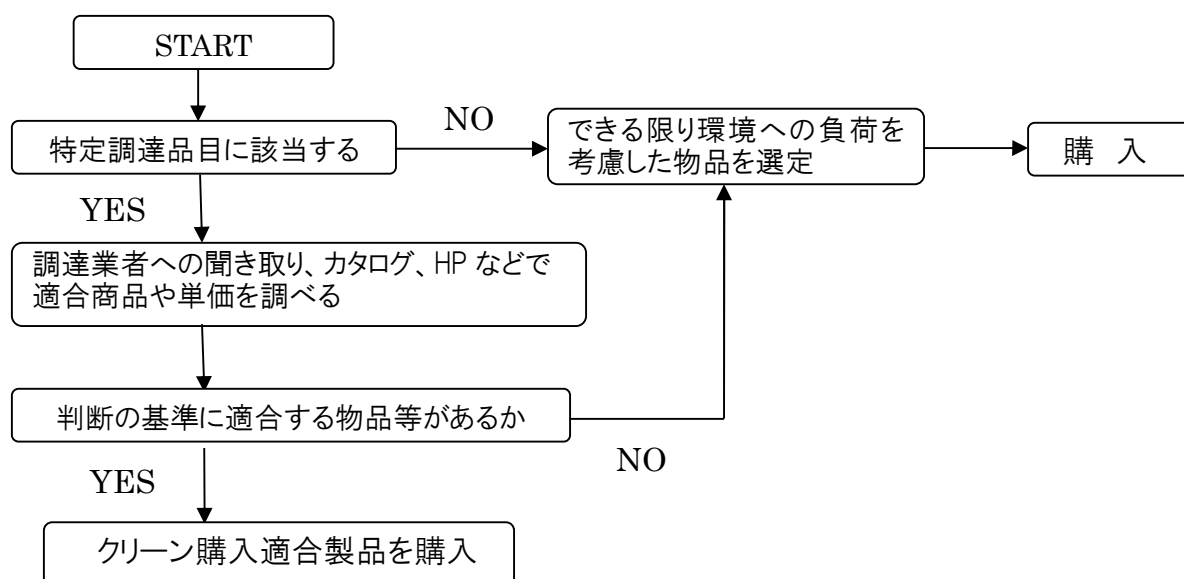 START
特定調達品目に該当する
NO
できる限り環境への負荷を
考慮した物品を選定
購 入
YES
調達業者への聞き取り、カタログ、HP などで
適合商品や単価を調べる
判断の基準に適合する物品等があるか
NO
YES
クリーン購入適合製品を購入